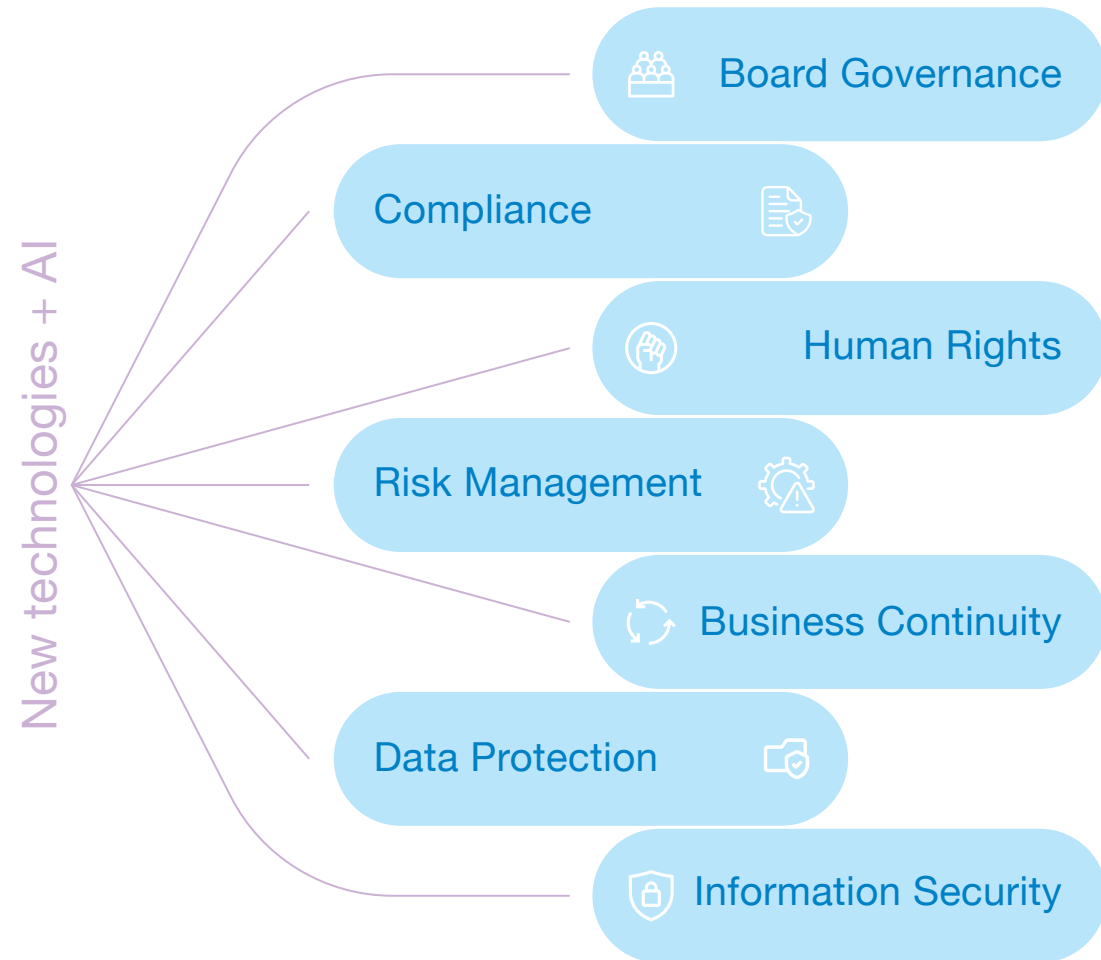 New technologies + AI
Board Governance
Compliance
Human Rights
Risk Management
Business Continuity
Data Protection
Information Security